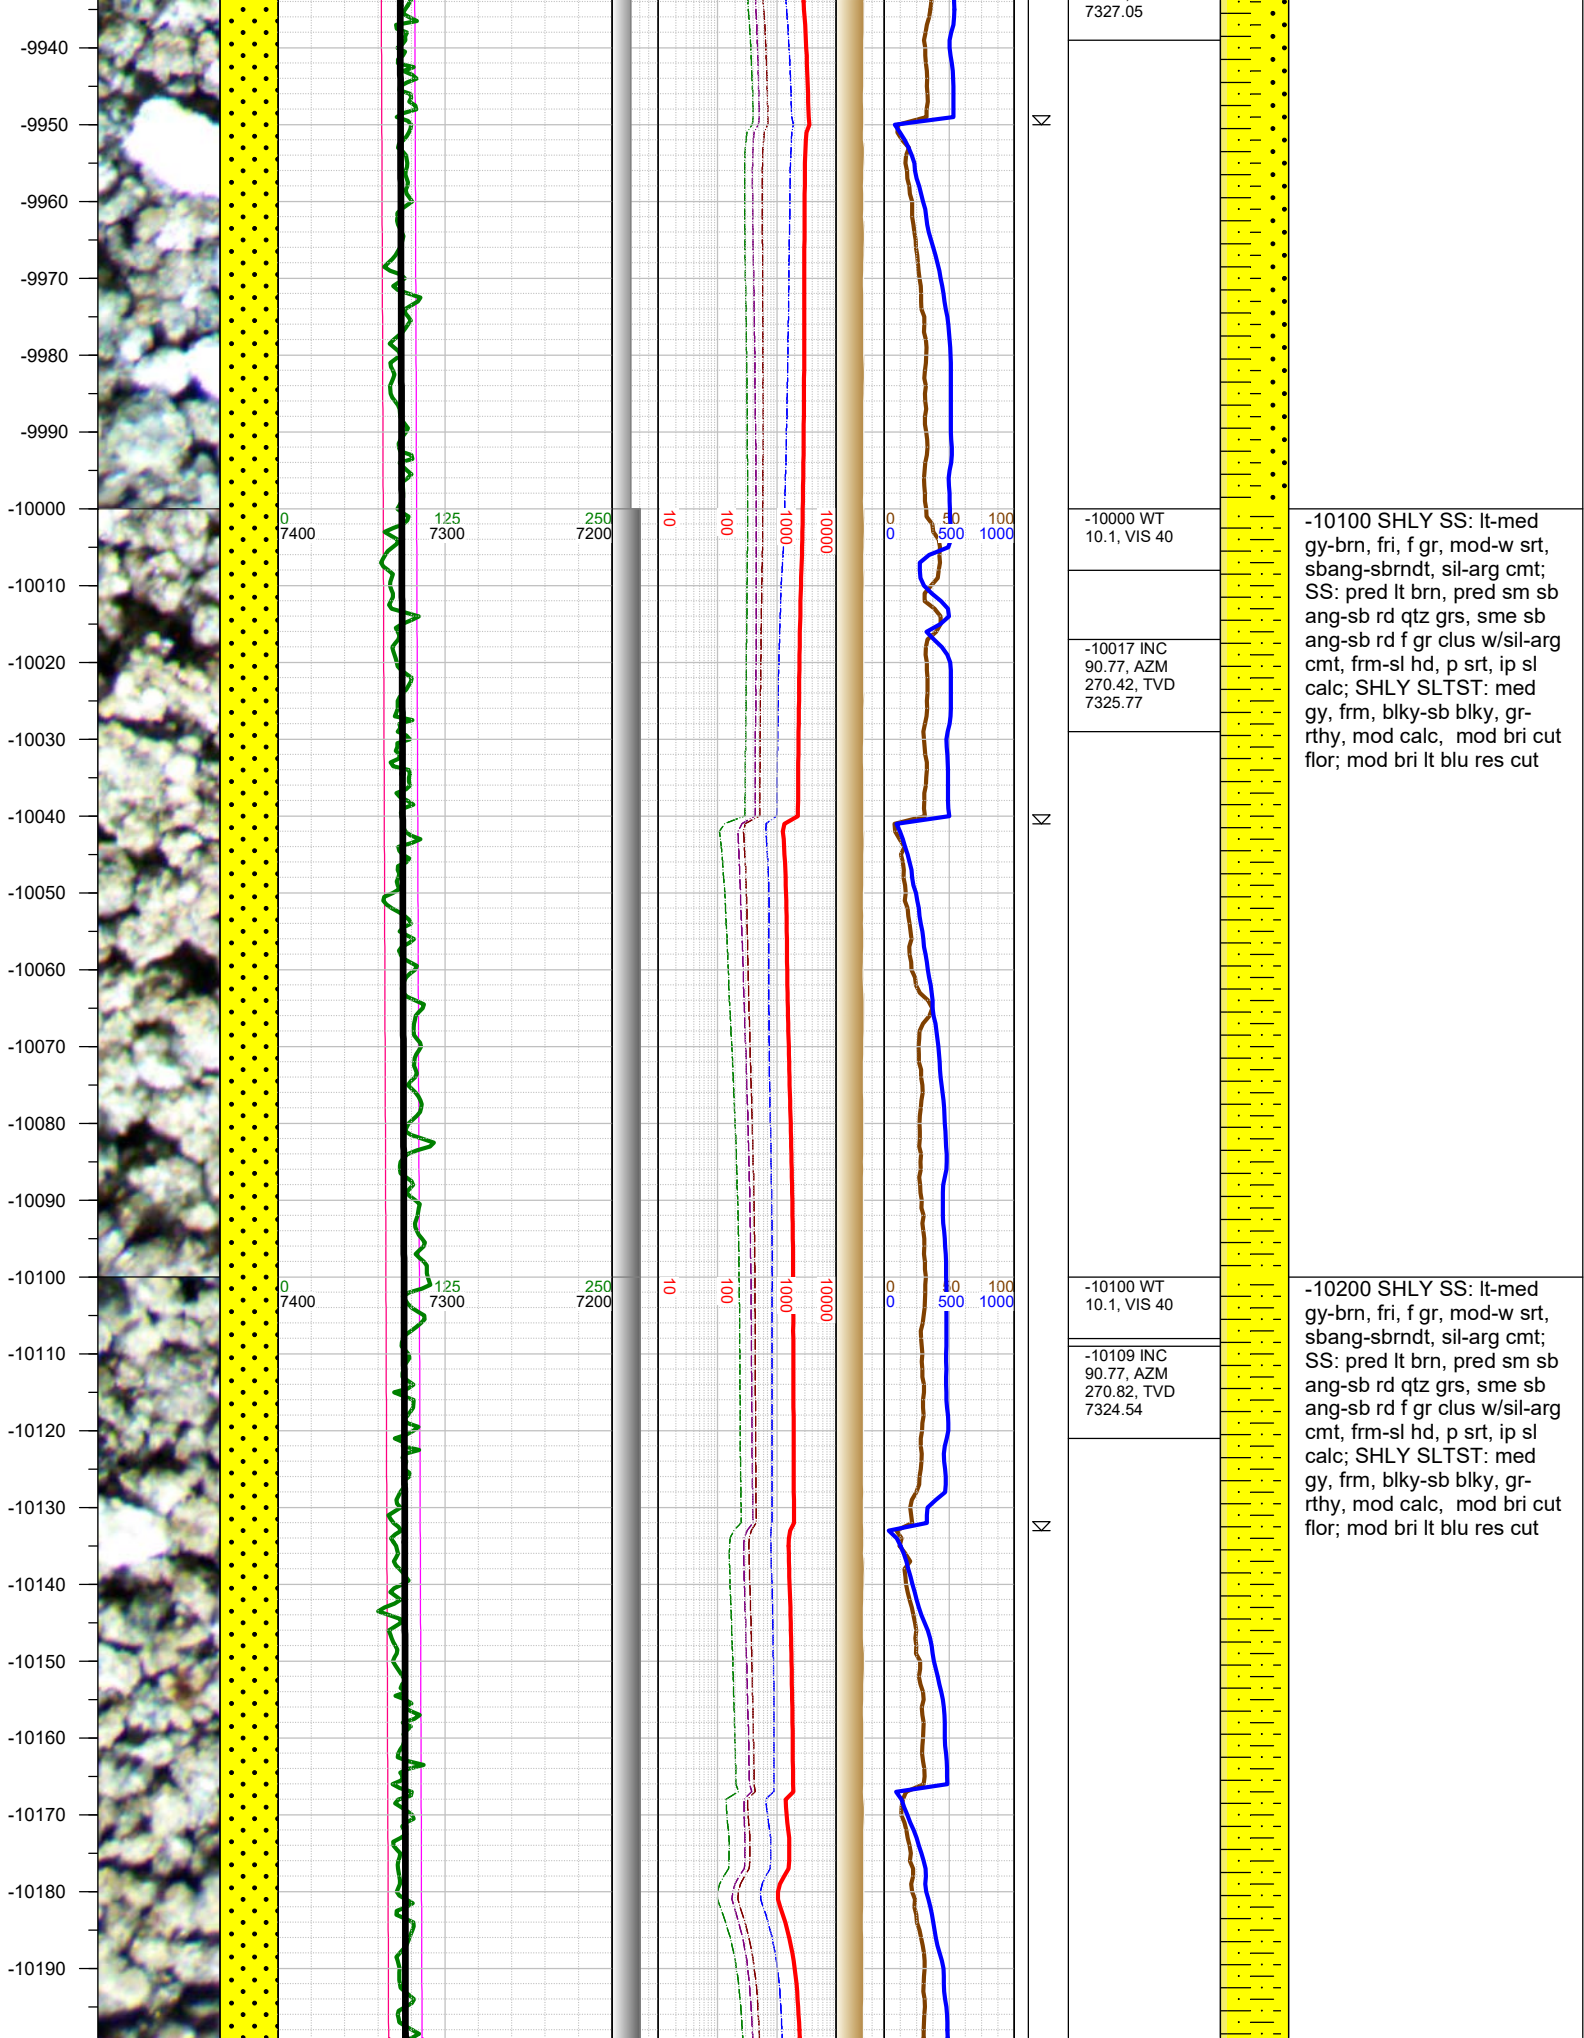 7327.05
-9940
-9950
-9960
-9970
-9980
-9990
-10000
0 125 250
7400 7300 7200
10 100 1000 10000
0 50 100
0 500 1000
-10000 WT
10.1, VIS 40
-10100 SHLY SS: lt-med
gy-brn, fri, f gr, mod-w srt,
sbang-sbrndt, sil-arg cmt;
SS: pred lt brn, pred sm sb
ang-sb rd qtz grs, sme sb
ang-sb rd f gr clus w/sil-arg
cmt, frm-sl hd, p srt, ip sl
calc; SHLY SLTST: med
gy, frm, blky-sb blky, gr-
rthy, mod calc,  mod bri cut
flor; mod bri lt blu res cut
-10010
-10017 INC
90.77, AZM
270.42, TVD
7325.77
-10020
-10030
-10040
-10050
-10060
-10070
-10080
-10090
-10100
0 125 250
7400 7300 7200
10 100 1000 10000
0 50 100
0 500 1000
-10100 WT
10.1, VIS 40
-10200 SHLY SS: lt-med
gy-brn, fri, f gr, mod-w srt,
sbang-sbrndt, sil-arg cmt;
SS: pred lt brn, pred sm sb
ang-sb rd qtz grs, sme sb
ang-sb rd f gr clus w/sil-arg
cmt, frm-sl hd, p srt, ip sl
calc; SHLY SLTST: med
gy, frm, blky-sb blky, gr-
rthy, mod calc,  mod bri cut
flor; mod bri lt blu res cut
-10110
-10109 INC
90.77, AZM
270.82, TVD
7324.54
-10120
-10130
-10140
-10150
-10160
-10170
-10180
-10190